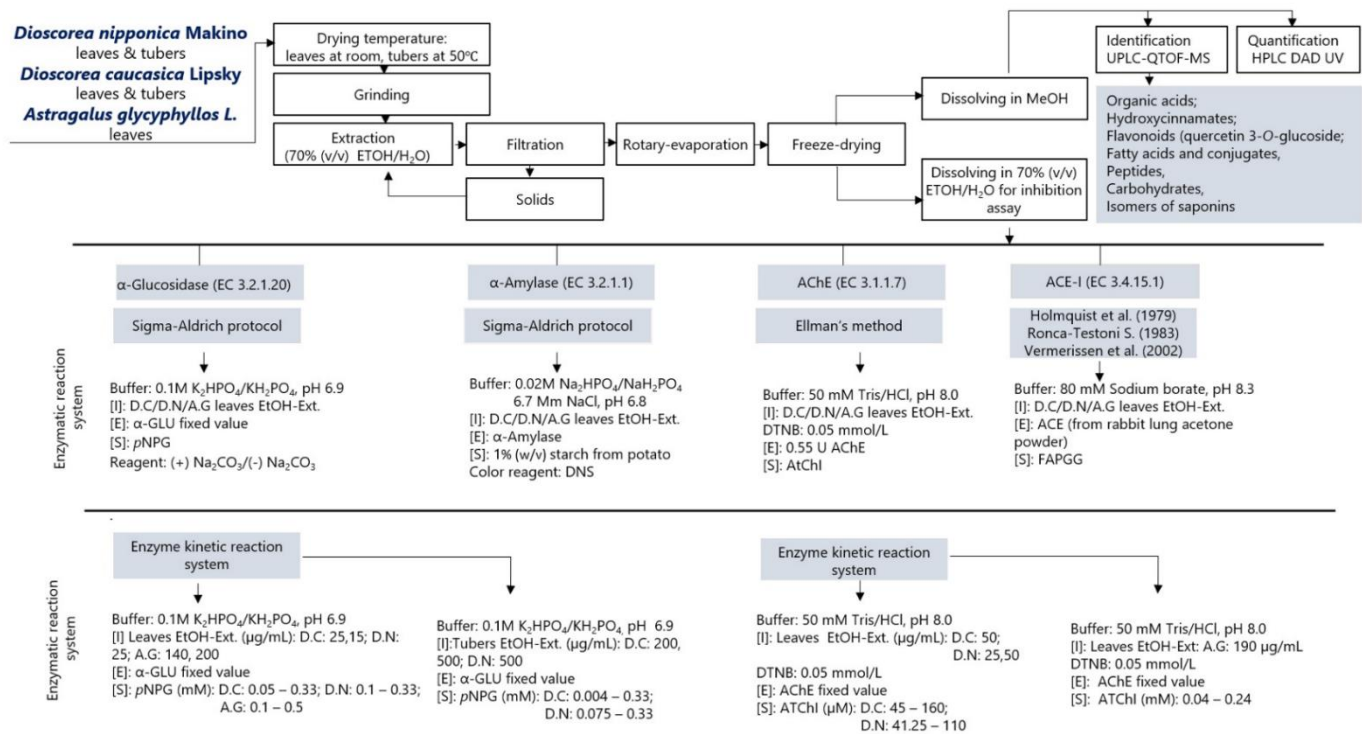 Dioscorea nipponica Makino
leaves & tubers
Dioscorea caucasica Lipsky
leaves & tubers
Astragalus glycyphyllos L.
leaves
Drying temperature:
leaves at room, tubers at 50℃
Grinding
Extraction
(70% (v/v) ETOH/H₂O)
Filtration
Solids
Rotary-evaporation
Freeze-drying
Dissolving in MeOH
Dissolving in 70% (v/v)
ETOH/H₂O for inhibition
assay
Identification
UPLC-QTOF-MS
Quantification
HPLC DAD UV
Organic acids;
Hydroxycinnamates;
Flavonoids (quercetin 3-O-glucoside;
Fatty acids and conjugates,
Peptides,
Carbohydrates,
Isomers of saponins
Enzymatic reaction
system
α-Glucosidase (EC 3.2.1.20)
Sigma-Aldrich protocol
Buffer: 0.1M K₂HPO₄/KH₂PO₄, pH 6.9
[I]: D.C/D.N/A.G leaves EtOH-Ext.
[E]: α-GLU fixed value
[S]: pNPG
Reagent: (+) Na₂CO₃/(-) Na₂CO₃
α-Amylase (EC 3.2.1.1)
Sigma-Aldrich protocol
Buffer: 0.02M Na₂HPO₄/NaH₂PO₄
6.7 Mm NaCl, pH 6.8
[I]: D.C/D.N/A.G leaves EtOH-Ext.
[E]: α-Amylase
[S]: 1% (w/v) starch from potato
Color reagent: DNS
AChE (EC 3.1.1.7)
Ellman's method
Buffer: 50 mM Tris/HCl, pH 8.0
[I]: D.C/D.N/A.G leaves EtOH-Ext.
DTNB: 0.05 mmol/L
[E]: 0.55 U AChE
[S]: AtChI
ACE-I (EC 3.4.15.1)
Holmquist et al. (1979)
Ronca-Testoni S. (1983)
Vermerissen et al. (2002)
Buffer: 80 mM Sodium borate, pH 8.3
[I]: D.C/D.N/A.G leaves EtOH-Ext.
[E]: ACE (from rabbit lung acetone
powder)
[S]: FAPGG
Enzymatic reaction
system
Enzyme kinetic reaction
system
Buffer: 0.1M K₂HPO₄/KH₂PO₄, pH 6.9
[I] Leaves EtOH-Ext. (µg/mL): D.C: 25,15; D.N:
25; A.G: 140, 200
[E]: α-GLU fixed value
[S]: pNPG (mM): D.C: 0.05 – 0.33; D.N: 0.1 – 0.33;
A.G: 0.1 – 0.5
Buffer: 0.1M K₂HPO₄/KH₂PO₄, pH 6.9
[I]:Tubers EtOH-Ext. (µg/mL): D.C: 200,
500; D.N: 500
[E]: α-GLU fixed value
[S]: pNPG (mM): D.C: 0.004 – 0.33;
D.N: 0.075 – 0.33
Enzyme kinetic reaction
system
Buffer: 50 mM Tris/HCl, pH 8.0
[I]: Leaves EtOH-Ext. (µg/mL): D.C: 50;
D.N: 25,50
DTNB: 0.05 mmol/L
[E]: AChE fixed value
[S]: ATChI (µM): D.C: 45 – 160;
D.N: 41.25 – 110
Buffer: 50 mM Tris/HCl, pH 8.0
[I]: Leaves EtOH-Ext: A.G: 190 µg/mL
DTNB: 0.05 mmol/L
[E]: AChE fixed value
[S]: ATChI (mM): 0.04 – 0.24